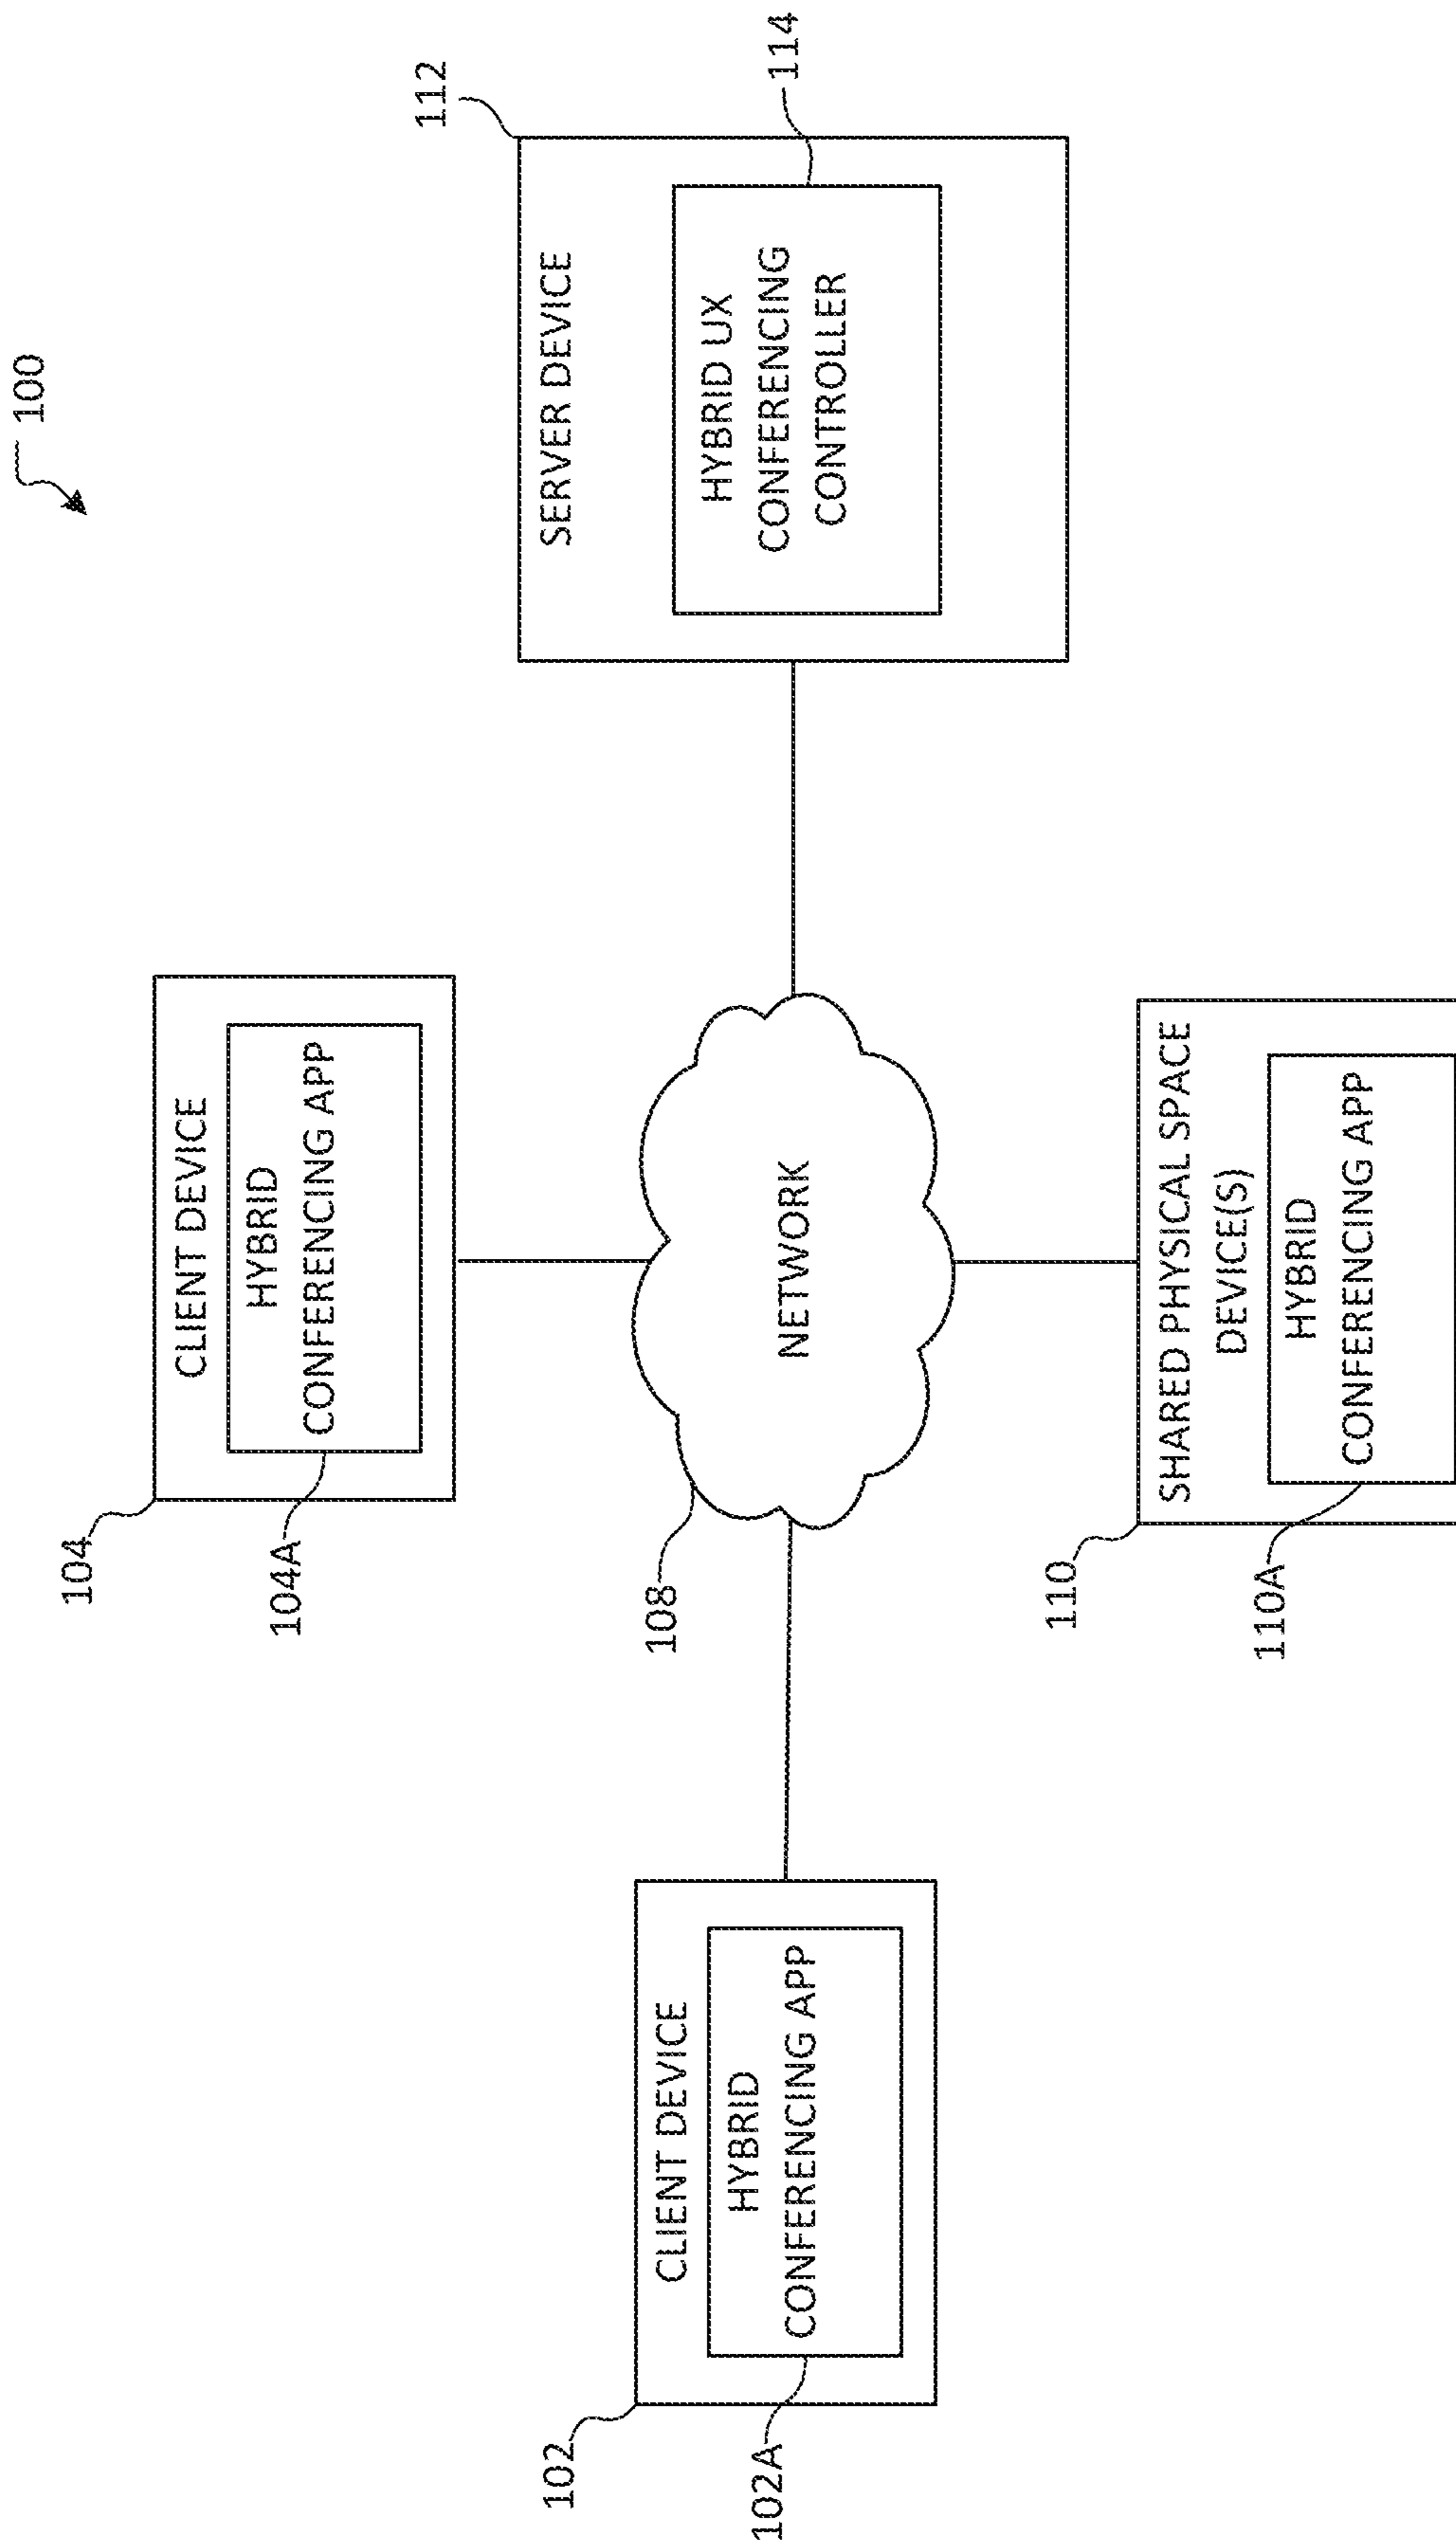 100
104
CLIENT DEVICE
104A
HYBRID
CONFERENCING APP
112
SERVER DEVICE
114
HYBRID UX
CONFERENCING
CONTROLLER
102
CLIENT DEVICE
102A
HYBRID
CONFERENCING APP
108
NETWORK
110
SHARED PHYSICAL SPACE
DEVICE(S)
110A
HYBRID
CONFERENCING APP